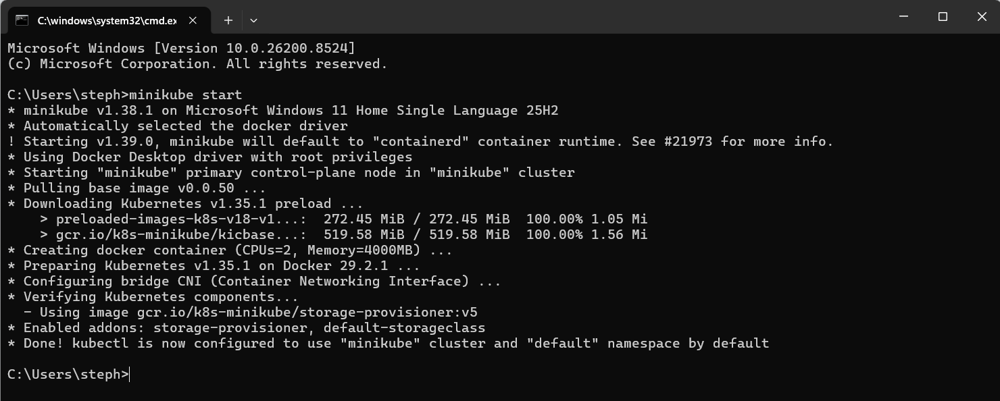 C:\windows\system32\cmd.ex
Microsoft Windows [Version 10.0.26200.8524]
(c) Microsoft Corporation. All rights reserved.
C:\Users\steph>minikube start
* minikube v1.38.1 on Microsoft Windows 11 Home Single Language 25H2
* Automatically selected the docker driver
! Starting v1.39.0, minikube will default to "containerd" container runtime. See #21973 for more info.
* Using Docker Desktop driver with root privileges
* Starting "minikube" primary control-plane node in "minikube" cluster
* Pulling base image v0.0.50 ...
* Downloading Kubernetes v1.35.1 preload ...
    > preloaded-images-k8s-v18-v1...:  272.45 MiB / 272.45 MiB  100.00% 1.05 Mi
    > gcr.io/k8s-minikube/kicbase...:  519.58 MiB / 519.58 MiB  100.00% 1.56 Mi
* Creating docker container (CPUs=2, Memory=4000MB) ...
* Preparing Kubernetes v1.35.1 on Docker 29.2.1 ...
* Configuring bridge CNI (Container Networking Interface) ...
* Verifying Kubernetes components...
  - Using image gcr.io/k8s-minikube/storage-provisioner:v5
* Enabled addons: storage-provisioner, default-storageclass
* Done! kubectl is now configured to use "minikube" cluster and "default" namespace by default
C:\Users\steph>